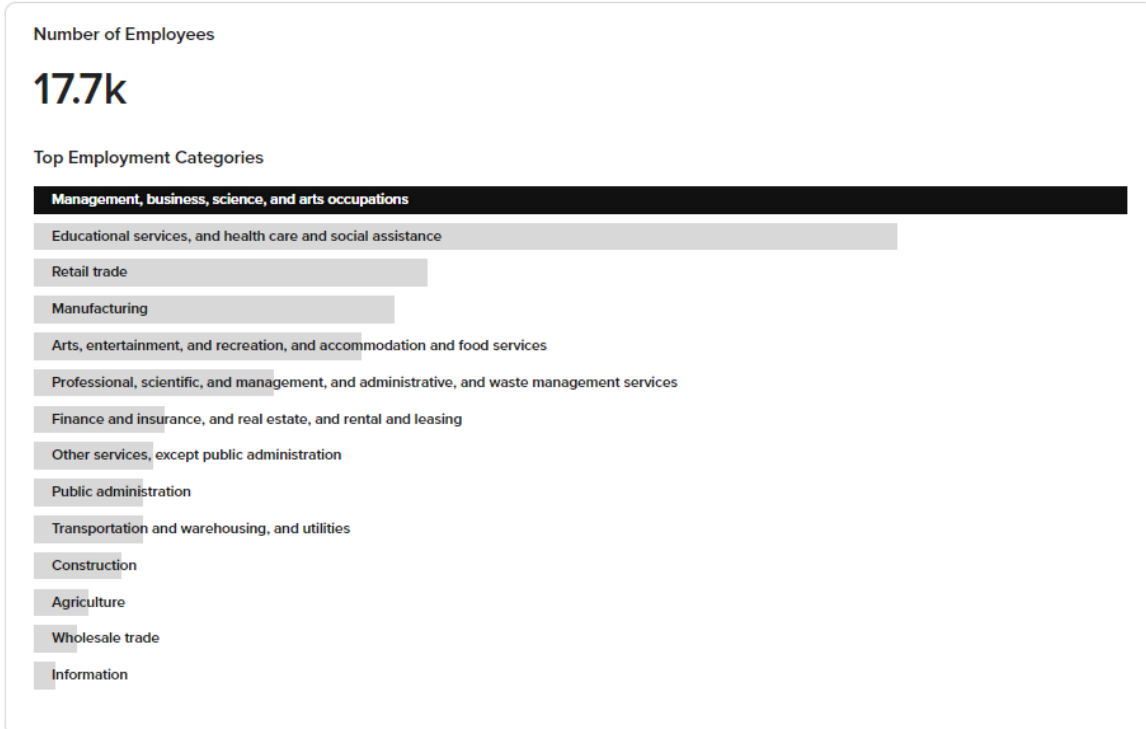 Number of Employees
17.7k
Top Employment Categories
Management, business, science, and arts occupations
Educational services, and health care and social assistance
Retail trade
Manufacturing
Arts, entertainment, and recreation, and accommodation and food services
Professional, scientific, and management, and administrative, and waste management services
Finance and insurance, and real estate, and rental and leasing
Other services, except public administration
Public administration
Transportation and warehousing, and utilities
Construction
Agriculture
Wholesale trade
Information